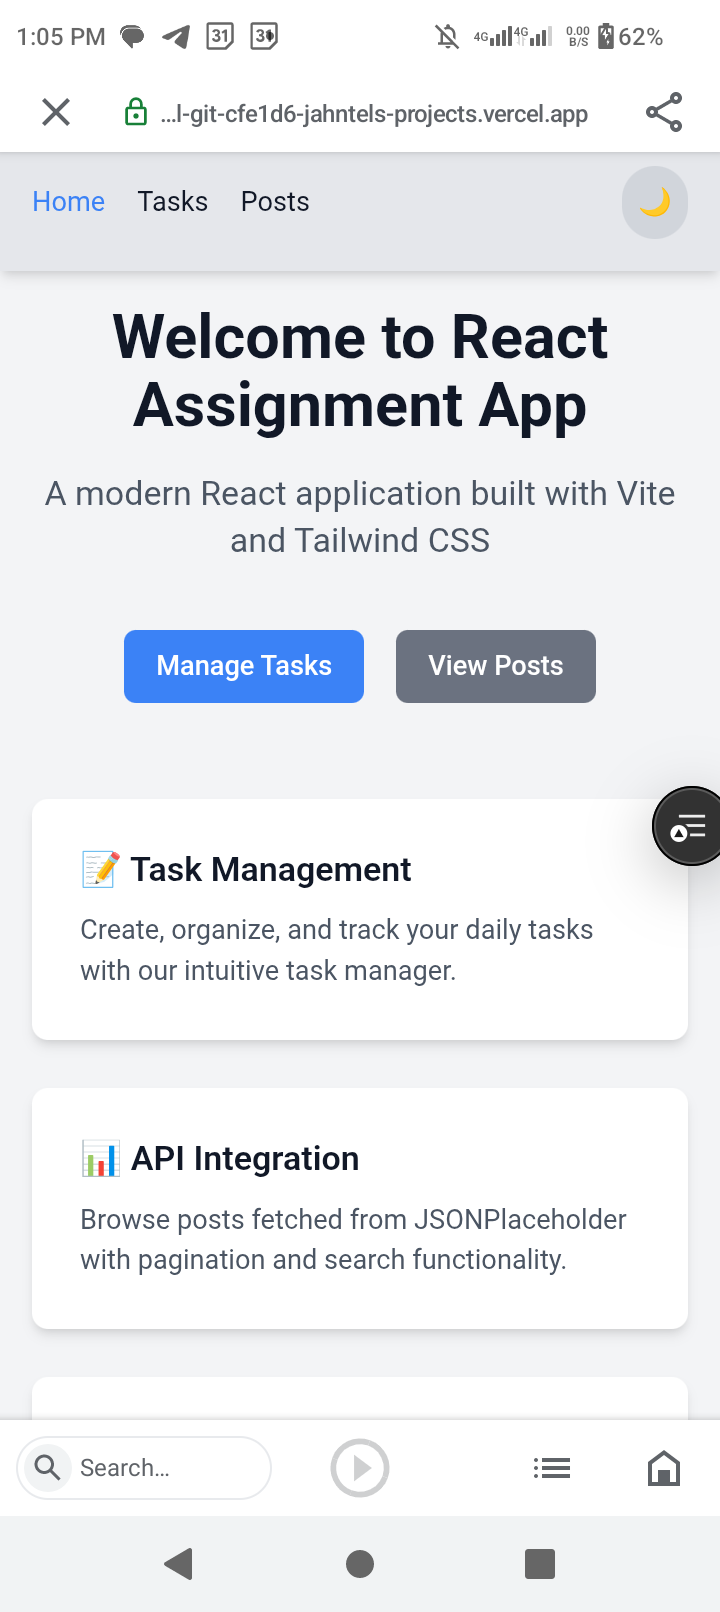 1:05 PM 31 31 4G 4G 0.00 B/S 62%
...l-git-cfe1d6-jahntels-projects.vercel.app
Home Tasks Posts
Welcome to React
Assignment App
A modern React application built with Vite
and Tailwind CSS
Manage Tasks View Posts
📝 Task Management
Create, organize, and track your daily tasks
with our intuitive task manager.
📊 API Integration
Browse posts fetched from JSONPlaceholder
with pagination and search functionality.
Search...